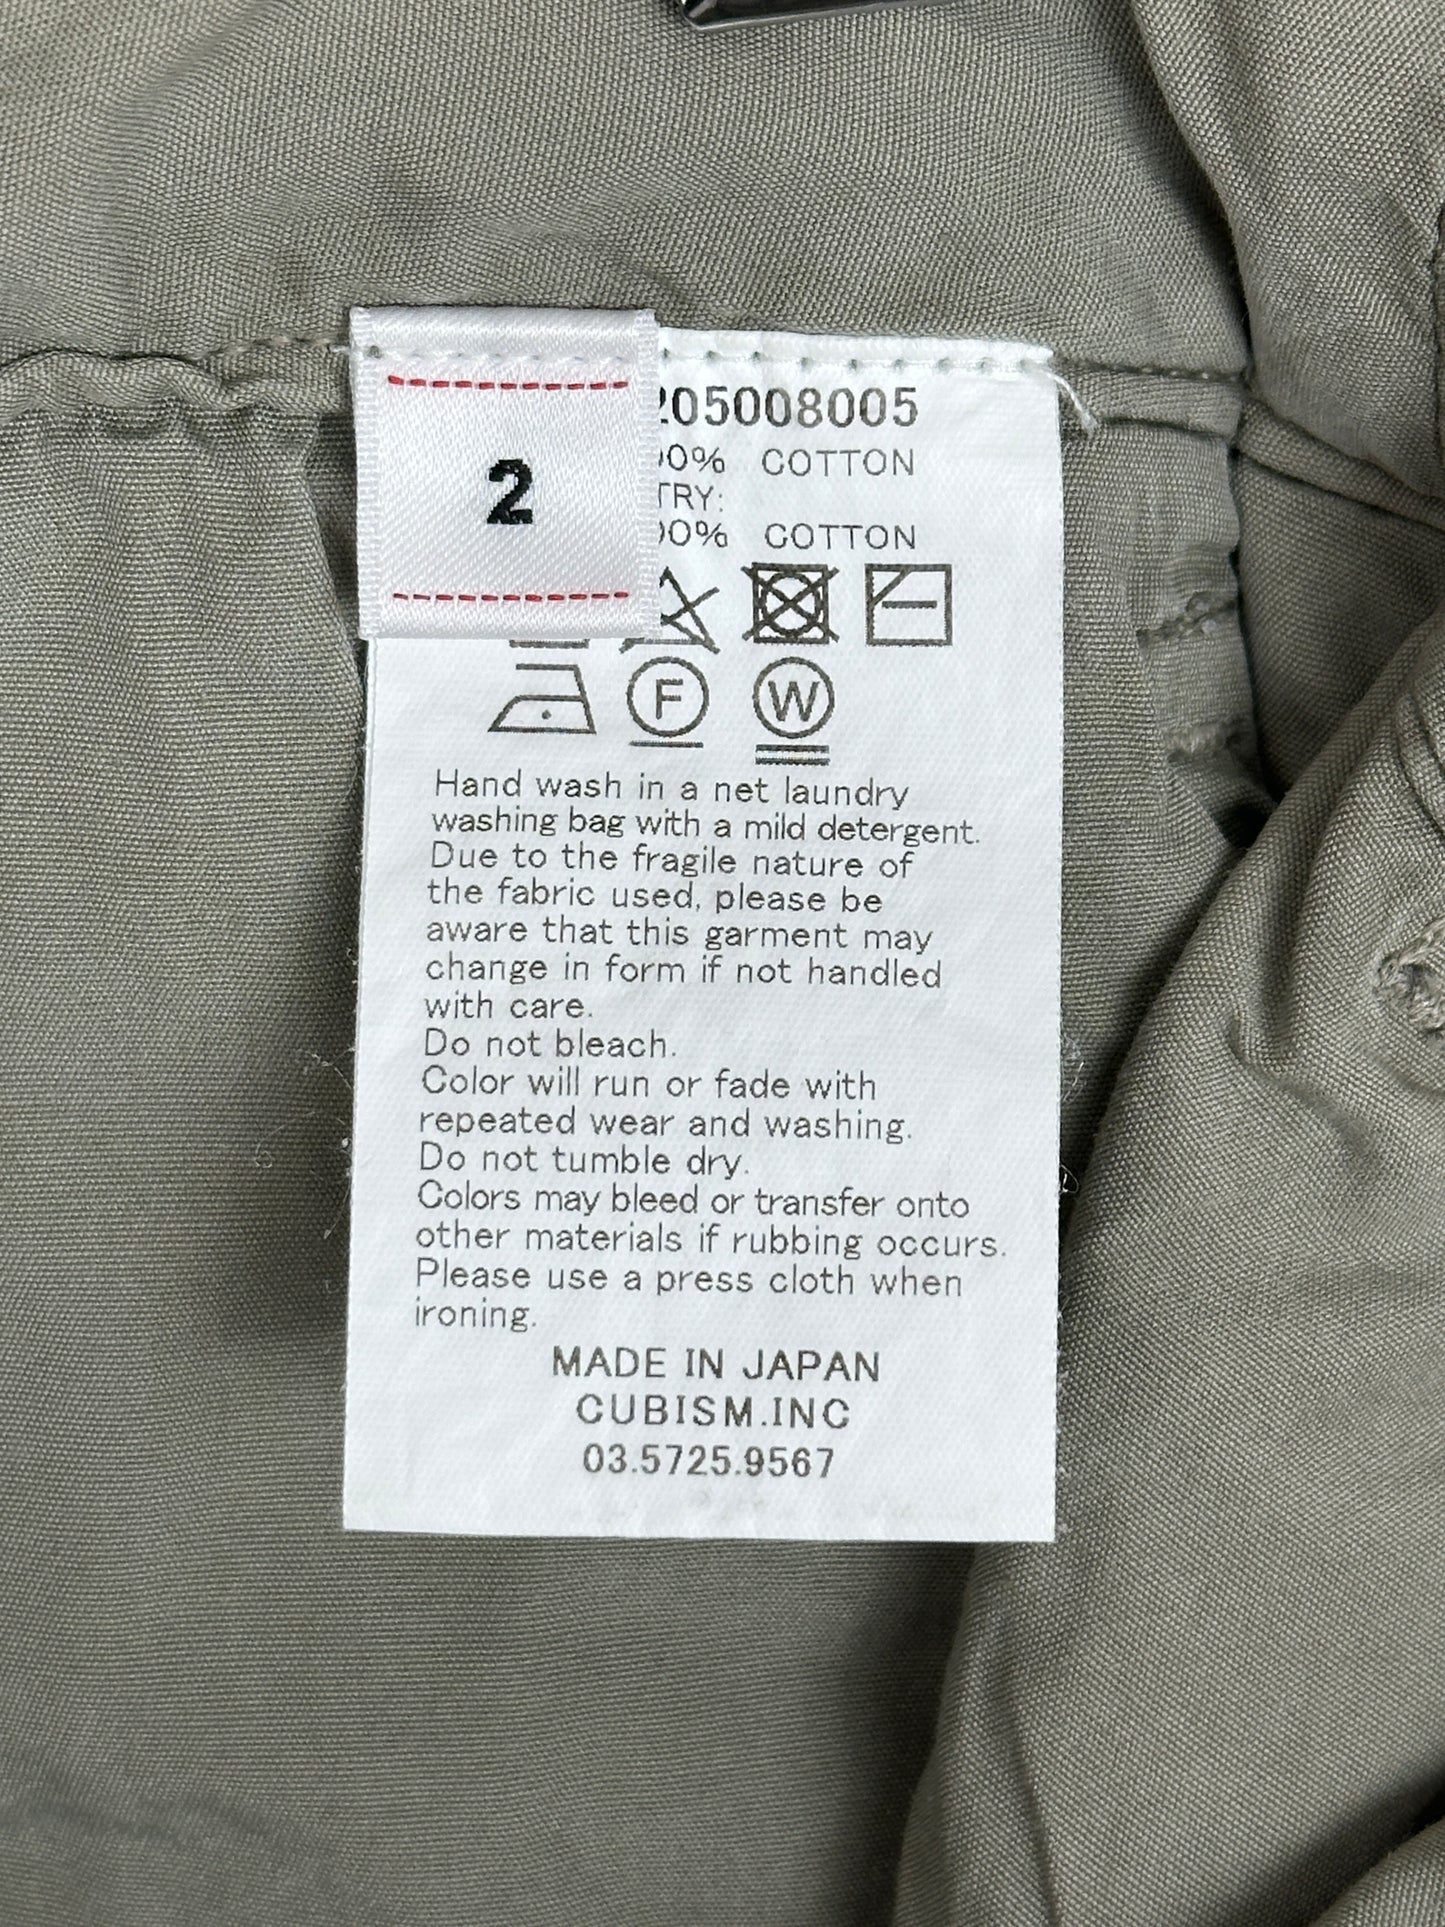 2
205008005
00% COTTON
TRY:
00% COTTON
F
W
Hand wash in a net laundry
washing bag with a mild detergent.
Due to the fragile nature of
the fabric used, please be
aware that this garment may
change in form if not handled
with care.
Do not bleach.
Color will run or fade with
repeated wear and washing.
Do not tumble dry.
Colors may bleed or transfer onto
other materials if rubbing occurs.
Please use a press cloth when
ironing.
MADE IN JAPAN
CUBISM.INC
03.5725.9567